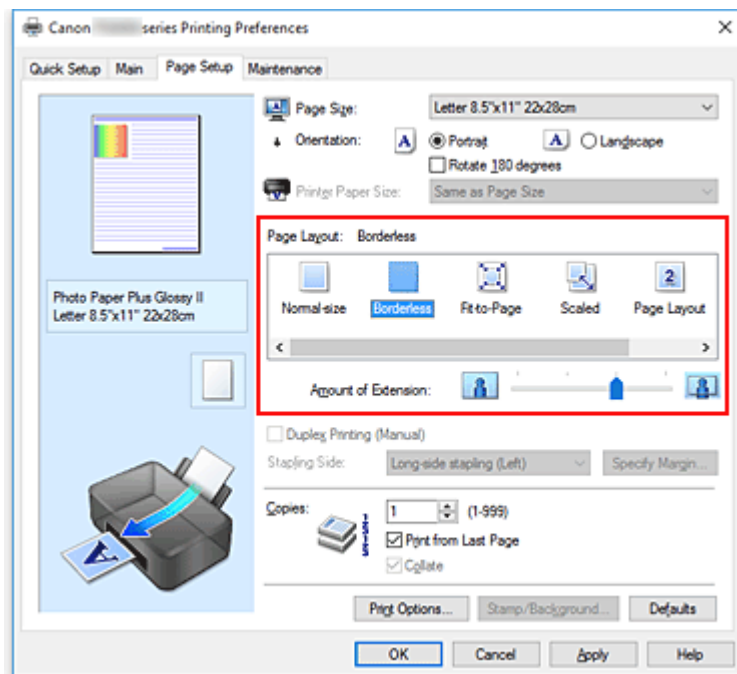 Canon series Printing Preferences
Quick Setup Main Page Setup Maintenance
Page Size: Letter 8.5"x11" 22x28cm
Orientation: A Portrait A Landscape
Rotate 180 degrees
Printer Paper Size: Same as Page Size
Page Layout: Borderless
Normal-size Borderless Fit-to-Page Scaled Page Layout
Photo Paper Plus Glossy II
Letter 8.5"x11" 22x28cm
Amount of Extension:
Duplex Printing (Manual)
Stapling Side: Long-side stapling (Left) Specify Margin...
Copies: 1 (1-999)
Print from Last Page
Collate
Print Options... Stamp/Background... Defaults
OK Cancel Apply Help